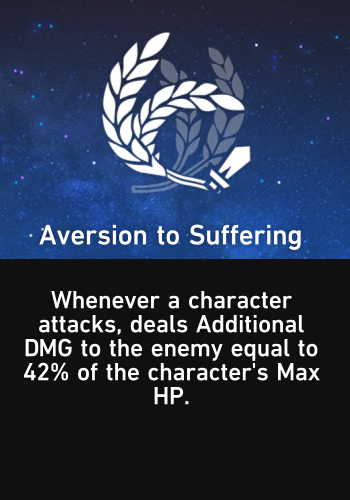 Aversion to Suffering
Whenever a character
attacks, deals Additional
DMG to the enemy equal to
42% of the character's Max
HP.